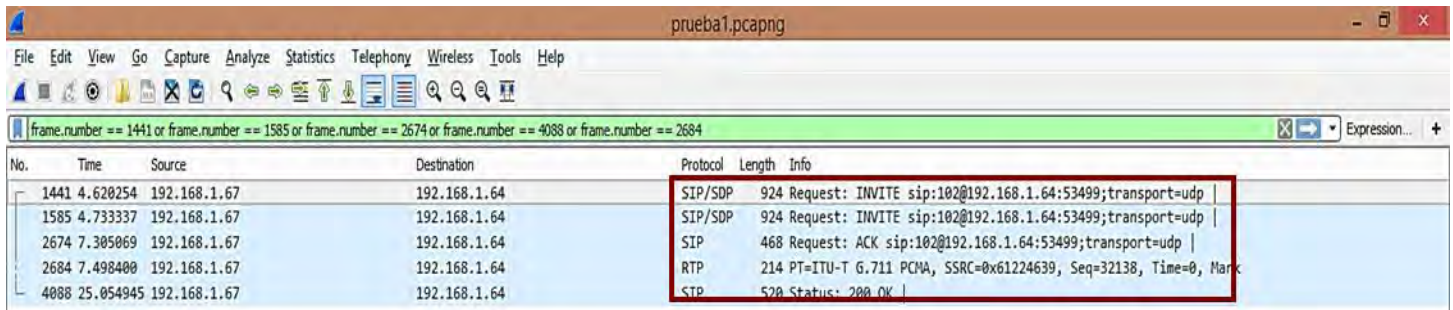 prueba1.pcapng
File Edit View Go Capture Analyze Statistics Telephony Wireless Tools Help
frame.number == 1441 or frame.number == 1585 or frame.number == 2674 or frame.number == 4088 or frame.number == 2684 Expression... +
No. Time Source Destination Protocol Length Info
1441 4.620254 192.168.1.67 192.168.1.64 SIP/SDP 924 Request: INVITE sip:102@192.168.1.64:53499;transport=udp |
1585 4.733337 192.168.1.67 192.168.1.64 SIP/SDP 924 Request: INVITE sip:102@192.168.1.64:53499;transport=udp |
2674 7.305069 192.168.1.67 192.168.1.64 SIP 468 Request: ACK sip:102@192.168.1.64:53499;transport=udp |
2684 7.498400 192.168.1.67 192.168.1.64 RTP 214 PT=ITU-T G.711 PCMA, SSRC=0x61224639, Seq=32138, Time=0, Mark
4088 25.054945 192.168.1.67 192.168.1.64 SIP 520 Status: 200 OK |